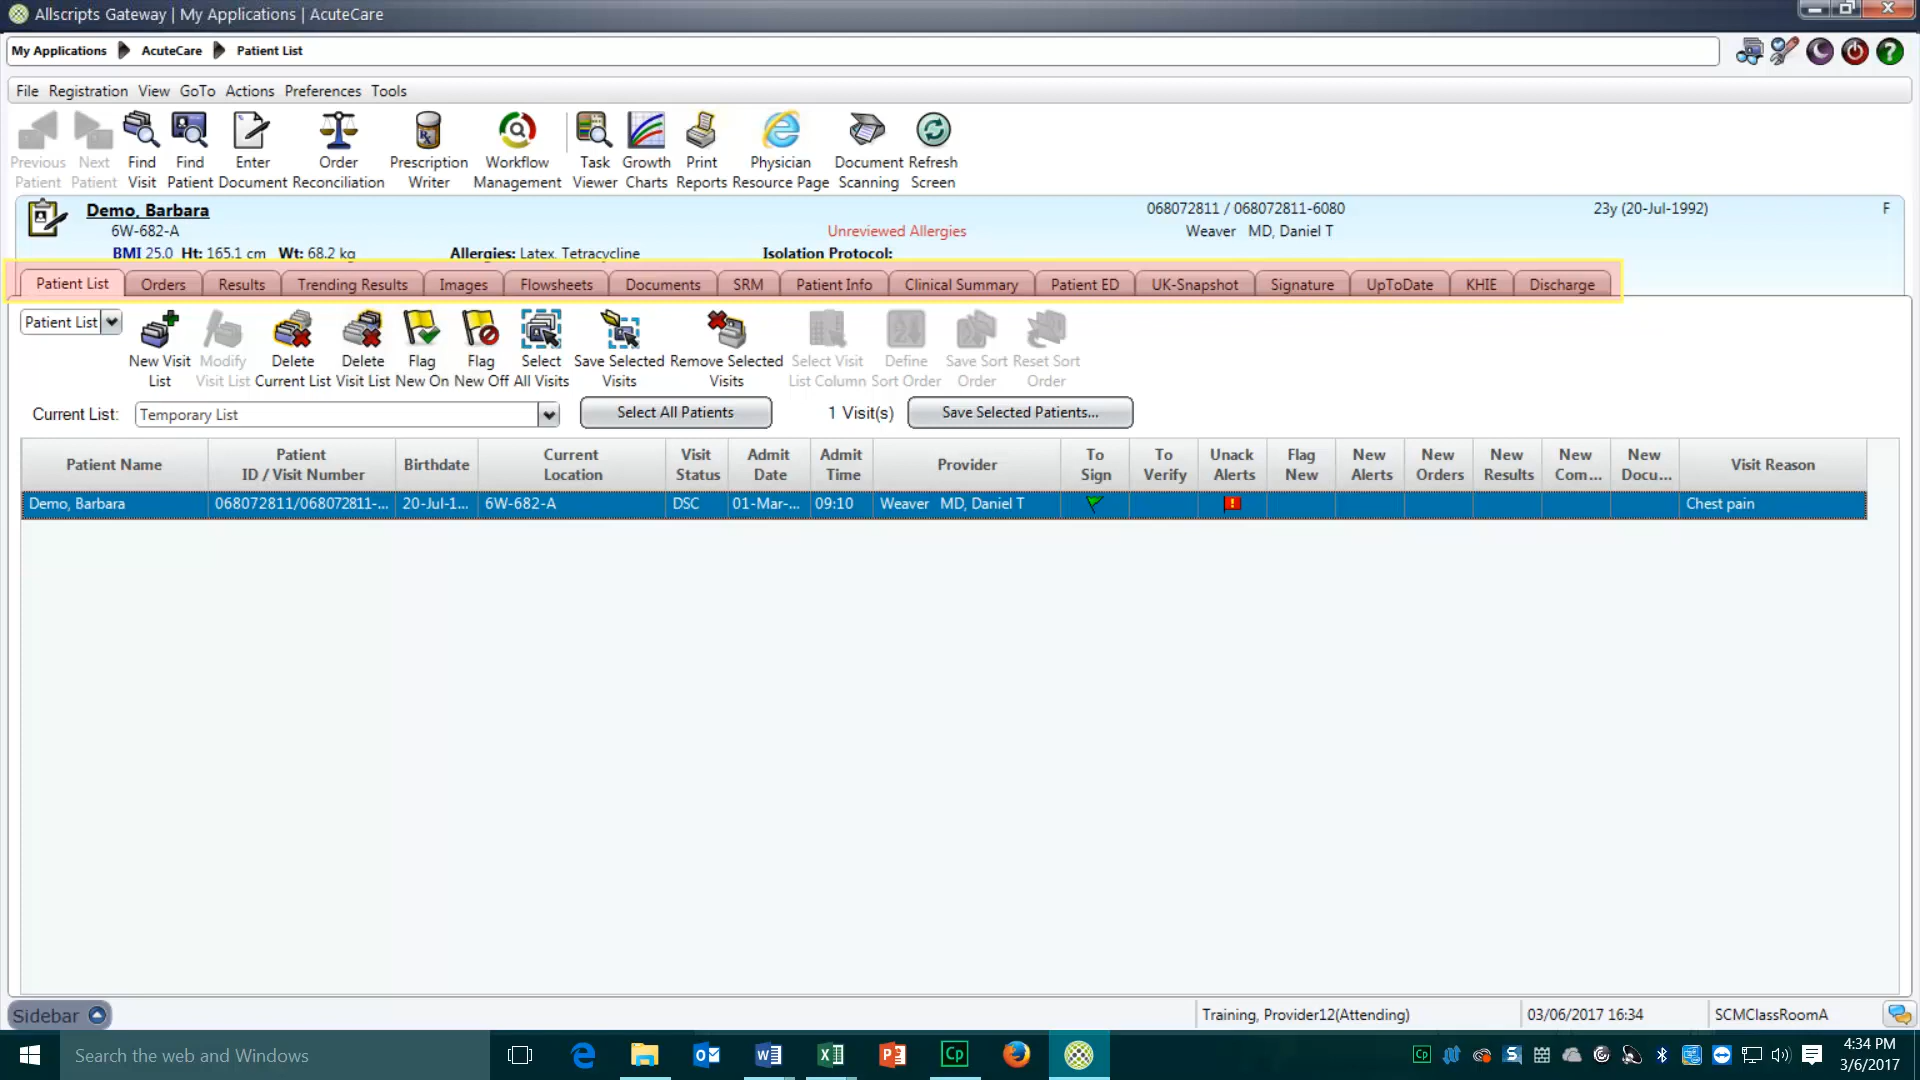 Allscripts Gateway | My Applications | AcuteCare
My Applications AcuteCare Patient List
File Registration View GoTo Actions Preferences Tools
Previous Patient
Next Patient
Find Visit
Find Patient
Enter Document
Order Reconciliation
Prescription Writer
Workflow Management
Task Viewer
Growth Charts
Print Reports
Physician Resource Page
Document Scanning
Refresh Screen
Demo, Barbara 068072811 / 068072811-6080 23y (20-Jul-1992) F
6W-682-A Unreviewed Allergies Weaver MD, Daniel T
BMI 25.0 Ht: 165.1 cm Wt: 68.2 kg Allergies: Latex, Tetracycline Isolation Protocol:
Patient List Orders Results Trending Results Images Flowsheets Documents SRM Patient Info Clinical Summary Patient ED UK-Snapshot Signature UpToDate KHIE Discharge
Patient List
New Visit List
Modify Visit List
Delete Current List
Delete Visit List
Flag New On
Flag New Off
Select All Visits
Save Selected Visits
Remove Selected Visits
Select Visit List Column
Define Sort Order
Save Sort Order
Reset Sort Order
Current List: Temporary List Select All Patients 1 Visit(s) Save Selected Patients...
Patient Name
Patient ID / Visit Number
Birthdate
Current Location
Visit Status
Admit Date
Admit Time
Provider
To Sign
To Verify
Unack Alerts
Flag New
New Alerts
New Orders
New Results
New Com...
New Docu...
Visit Reason
Demo, Barbara 068072811/068072811-... 20-Jul-1... 6W-682-A DSC 01-Mar-... 09:10 Weaver MD, Daniel T Chest pain
Sidebar Training, Provider12(Attending) 03/06/2017 16:34 SCMClassRoomA
Search the web and Windows
4:34 PM
3/6/2017